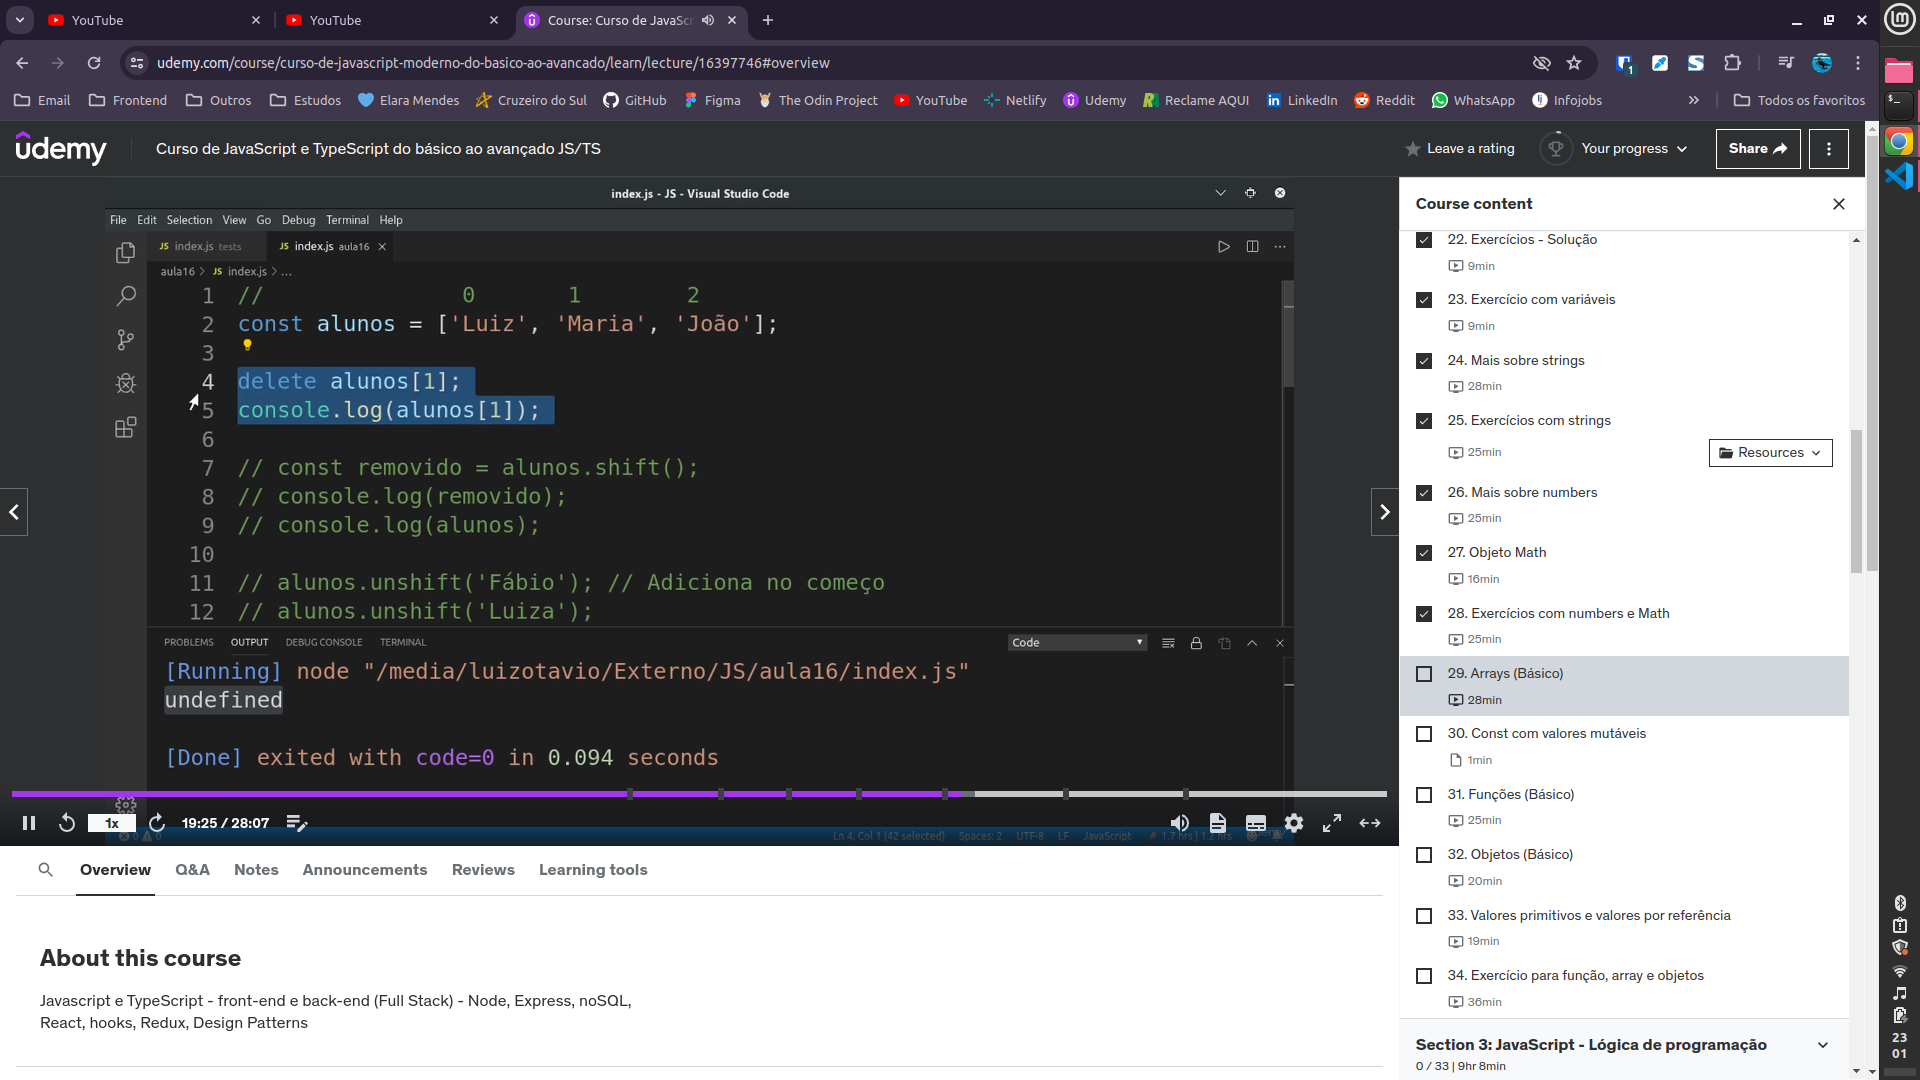 YouTube
YouTube
Course: Curso de JavaScr
udemy.com/course/curso-de-javascript-moderno-do-basico-ao-avancado/learn/lecture/16397746#overview
Email
Frontend
Outros
Estudos
Elara Mendes
Cruzeiro do Sul
GitHub
Figma
The Odin Project
YouTube
Netlify
Udemy
Reclame AQUI
LinkedIn
Reddit
WhatsApp
Infojobs
Todos os favoritos
udemy
Curso de JavaScript e TypeScript do básico ao avançado JS/TS
Leave a rating
Your progress
Share
index.js - JS - Visual Studio Code
File Edit Selection View Go Debug Terminal Help
JS index.js tests
JS index.js aula16
aula16 > JS index.js > ...
1 // 0 1 2
2 const alunos = ['Luiz', 'Maria', 'João'];
3
4 delete alunos[1];
5 console.log(alunos[1]);
6
7 // const removido = alunos.shift();
8 // console.log(removido);
9 // console.log(alunos);
10
11 // alunos.unshift('Fábio'); // Adiciona no começo
12 // alunos.unshift('Luiza');
PROBLEMS OUTPUT DEBUG CONSOLE TERMINAL
Code
[Running] node "/media/luizotavio/Externo/JS/aula16/index.js"
undefined
[Done] exited with code=0 in 0.094 seconds
1x
19:25 / 28:07
Ln 4, Col 1 (42 selected) Spaces: 2 UTF-8 LF JavaScript 1.7 hrs | 1.2 hrs
Overview
Q&A
Notes
Announcements
Reviews
Learning tools
About this course
Javascript e TypeScript - front-end e back-end (Full Stack) - Node, Express, noSQL,
React, hooks, Redux, Design Patterns
Course content
22. Exercícios - Solução
9min
23. Exercício com variáveis
9min
24. Mais sobre strings
28min
25. Exercícios com strings
25min
Resources
26. Mais sobre numbers
25min
27. Objeto Math
16min
28. Exercícios com numbers e Math
25min
29. Arrays (Básico)
28min
30. Const com valores mutáveis
1min
31. Funções (Básico)
25min
32. Objetos (Básico)
20min
33. Valores primitivos e valores por referência
19min
34. Exercício para função, array e objetos
36min
Section 3: JavaScript - Lógica de programação
0 / 33 | 9hr 8min
23
01